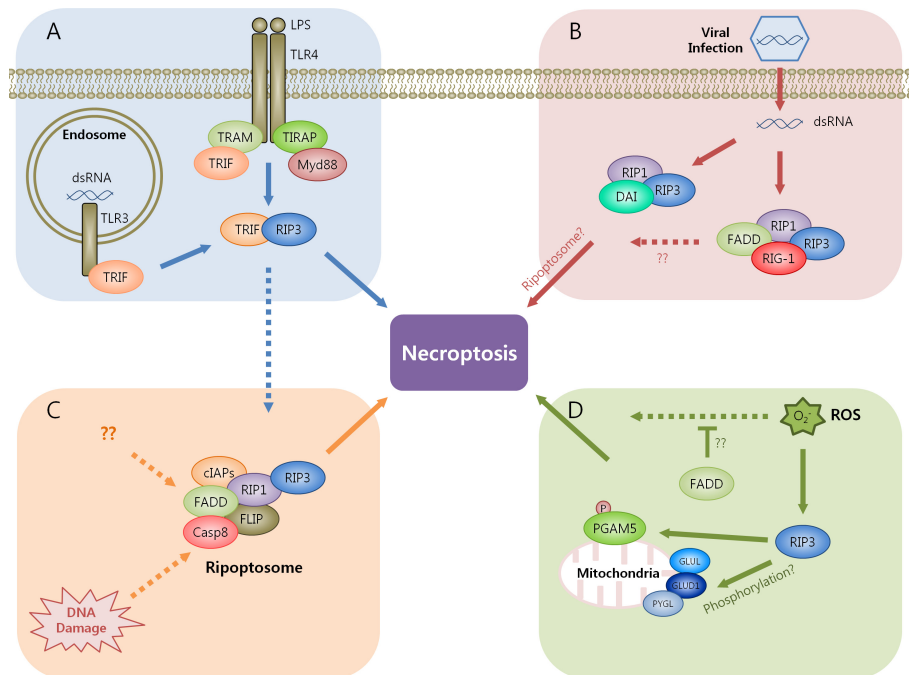 A
LPS
TLR4
Endosome
dsRNA
TLR3
TRIF
TRAM
TIRAP
TRIF
Myd88
TRIF
RIP3
B
Viral
Infection
dsRNA
RIP1
DAI
RIP3
RIP1
FADD
RIP3
RIG-1
??
Ripoptosome?
Necroptosis
C
??
cIAPs
RIP3
RIP1
FADD
FLIP
Casp8
Ripoptosome
DNA
Damage
D
O2-
ROS
??
FADD
P
PGAM5
RIP3
Mitochondria
GLUL
GLUD1
PYGL
Phosphorylation?